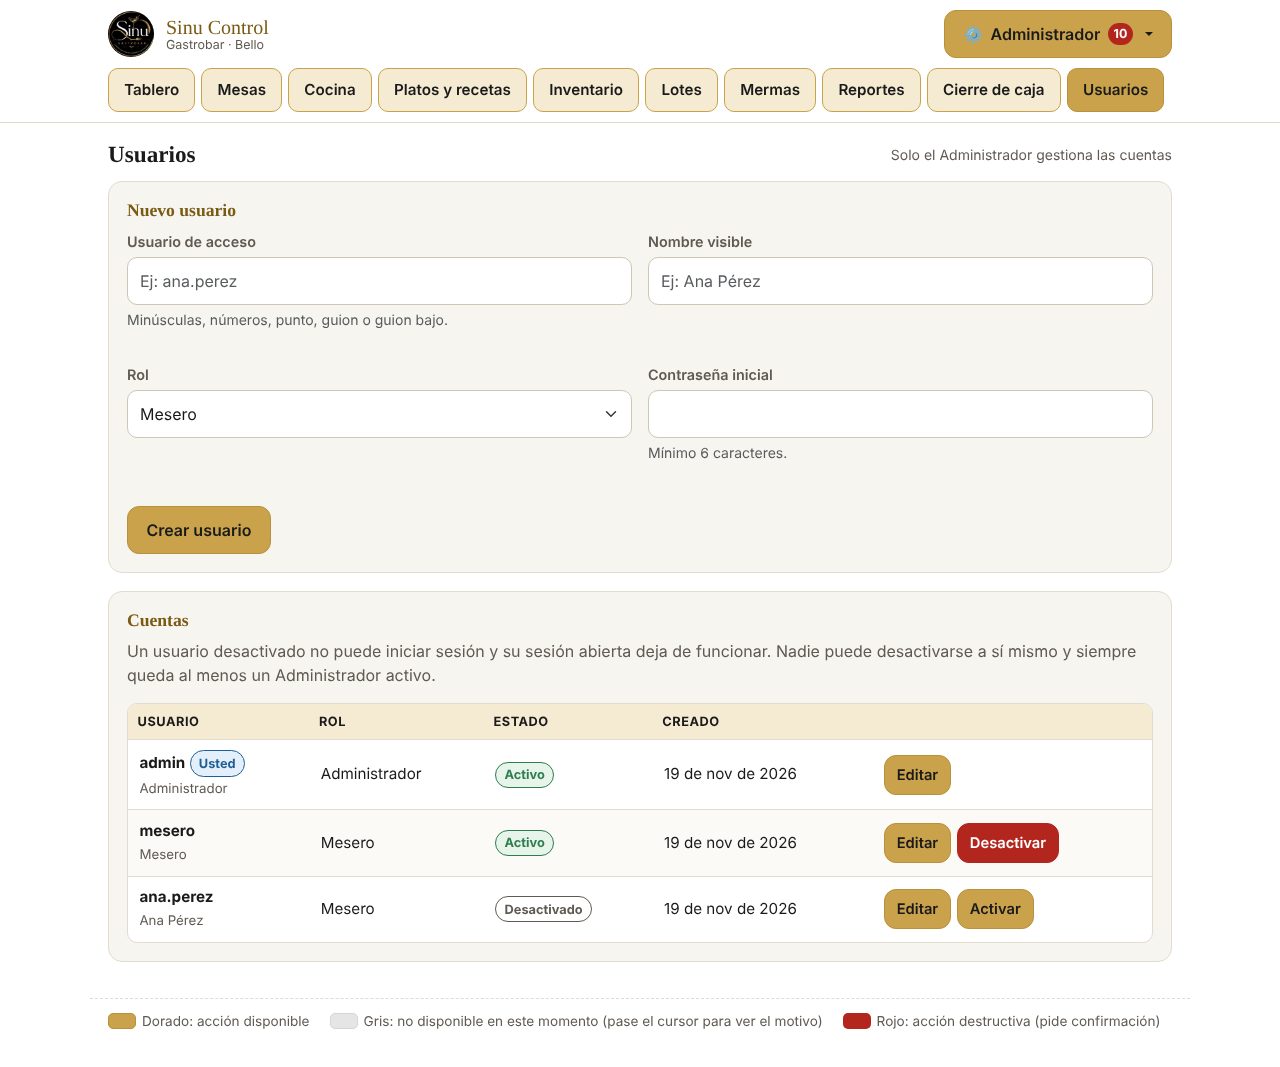 Sinu
Sinu Control
Gastrobar · Bello
Administrador 10
Tablero Mesas Cocina Platos y recetas Inventario Lotes Mermas Reportes Cierre de caja Usuarios
Usuarios
Solo el Administrador gestiona las cuentas
Nuevo usuario
Usuario de acceso Nombre visible
Ej: ana.perez Ej: Ana Pérez
Minúsculas, números, punto, guion o guion bajo.
Rol Contraseña inicial
Mesero
Mínimo 6 caracteres.
Crear usuario
Cuentas
Un usuario desactivado no puede iniciar sesión y su sesión abierta deja de funcionar. Nadie puede desactivarse a sí mismo y siempre
queda al menos un Administrador activo.
USUARIO ROL ESTADO CREADO
admin Usted
Administrador
Administrador Activo 19 de nov de 2026 Editar
mesero
Mesero
Mesero Activo 19 de nov de 2026 Editar Desactivar
ana.perez
Ana Pérez
Mesero Desactivado 19 de nov de 2026 Editar Activar
Dorado: acción disponible Gris: no disponible en este momento (pase el cursor para ver el motivo) Rojo: acción destructiva (pide confirmación)